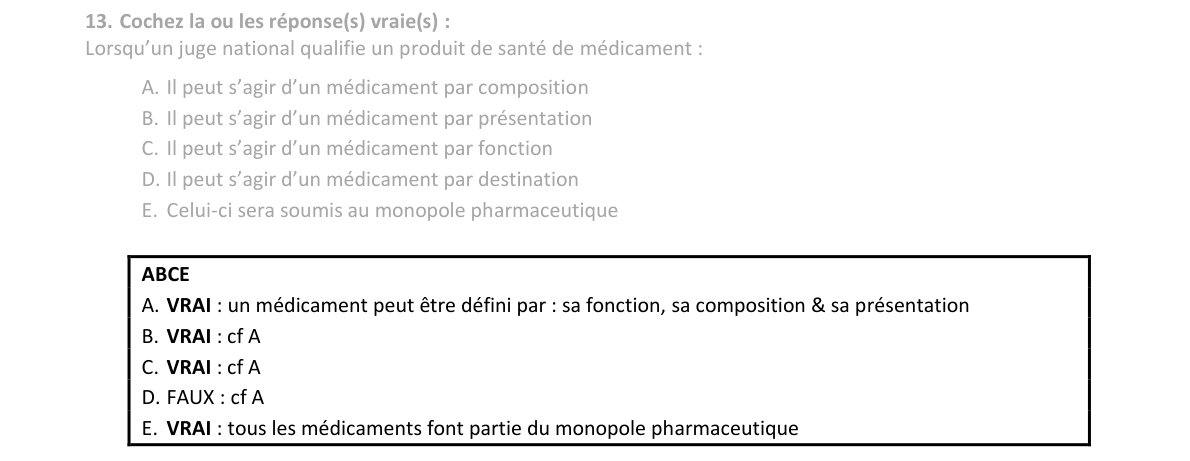 13. Cochez la ou les réponse(s) vraie(s) :
Lorsqu’un juge national qualifie un produit de santé de médicament :
A. Il peut s’agir d’un médicament par composition
B. Il peut s’agir d’un médicament par présentation
C. Il peut s’agir d’un médicament par fonction
D. Il peut s’agir d’un médicament par destination
E. Celui-ci sera soumis au monopole pharmaceutique
ABCE
A. VRAI : un médicament peut être défini par : sa fonction, sa composition & sa présentation
B. VRAI : cf A
C. VRAI : cf A
D. FAUX : cf A
E. VRAI : tous les médicaments font partie du monopole pharmaceutique